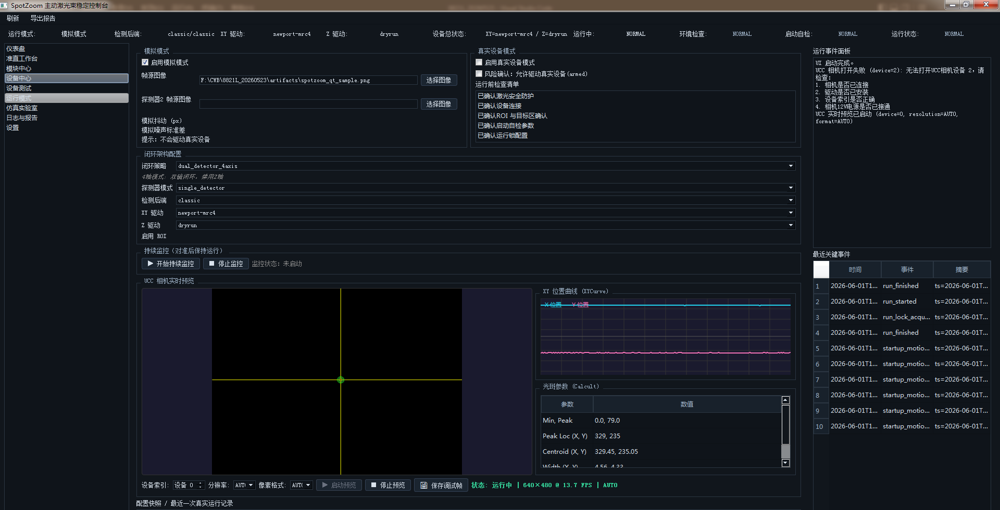 SpotZoom 主动激光束稳定控制台
刷新 导出报告
运行模式: 模拟模式 检测后端: classic/classic XY 驱动: newport-mrc4 Z 驱动: dryrun 设备总状态: XY=newport-mrc4 / Z=dryrun 运行中: NORMAL 环境检查: NORMAL 启动自检: NORMAL 运行状态: NORMAL
仪表盘
准直工作台
模块中心
设备中心
设备测试
运行模式
仿真实验室
日志与报告
设置
模拟模式
启用模拟模式
帧源图像 F:\CWB\8821L_20260523\artifacts\spotzoom_qt_sample.png 选择图像
探测器2 帧源图像 选择图像
模拟抖动 (px)
模拟噪声标准差
提示: 不会驱动真实设备
真实设备模式
启用真实设备模式
风险确认: 允许驱动真实设备(armed)
运行前检查清单
已确认激光安全防护
已确认设备连接
已确认ROI 与目标区确认
已确认启动自检参数
已确认运行锁配置
闭环架构配置
闭环策略 dual_detector_4axis
4轴模式: 双镜闭环, 禁用Z轴
探测器模式 single_detector
检测后端 classic
XY 驱动 newport-mrc4
Z 驱动 dryrun
启用 ROI
持续监控 (对准后保持运行)
▶ 开始持续监控 ■ 停止监控 监控状态: 未启动
UCC 相机实时预览
XY 位置曲线 (XYCurve)
X 位置 Y 位置
光斑参数 (Calcult)
参数 数值
Min, Peak 0.0, 79.0
Peak Loc (X, Y) 329, 235
Centroid (X, Y) 329.45, 235.05
Width (X, Y) 4.56, 4.33
设备索引: 设备 0 分辨率: AUT( 像素格式: AUT( ▶ 启动预览 ■ 停止预览 保存调试帧 状态: 运行中 | 640×480 @ 13.7 FPS | AUTO
配置快照 / 最近一次真实运行记录
运行事件面板
UI 启动完成。
UCC 相机打开失败 (device=2): 无法打开UCC相机设备 2, 请
检查:
1. 相机是否已连接
2. 驱动是否已安装
3. 设备索引是否正确
4. 相机12V电源是否已接通
UCC 实时预览已启动 (device=0, resolution=AUTO,
format=AUTO)
最近关键事件
时间 事件 摘要
1 2026-06-01T1... run_finished ts=2026-06-01T...
2 2026-06-01T1... run_started ts=2026-06-01T...
3 2026-06-01T1... run_lock_acqu... ts=2026-06-01T...
4 2026-06-01T1... run_finished ts=2026-06-01T...
5 2026-06-01T1... startup_motio... ts=2026-06-01T...
6 2026-06-01T1... startup_motio... ts=2026-06-01T...
7 2026-06-01T1... startup_motio... ts=2026-06-01T...
8 2026-06-01T1... startup_motio... ts=2026-06-01T...
9 2026-06-01T1... startup_motio... ts=2026-06-01T...
10 2026-06-01T1... startup_motio... ts=2026-06-01T...